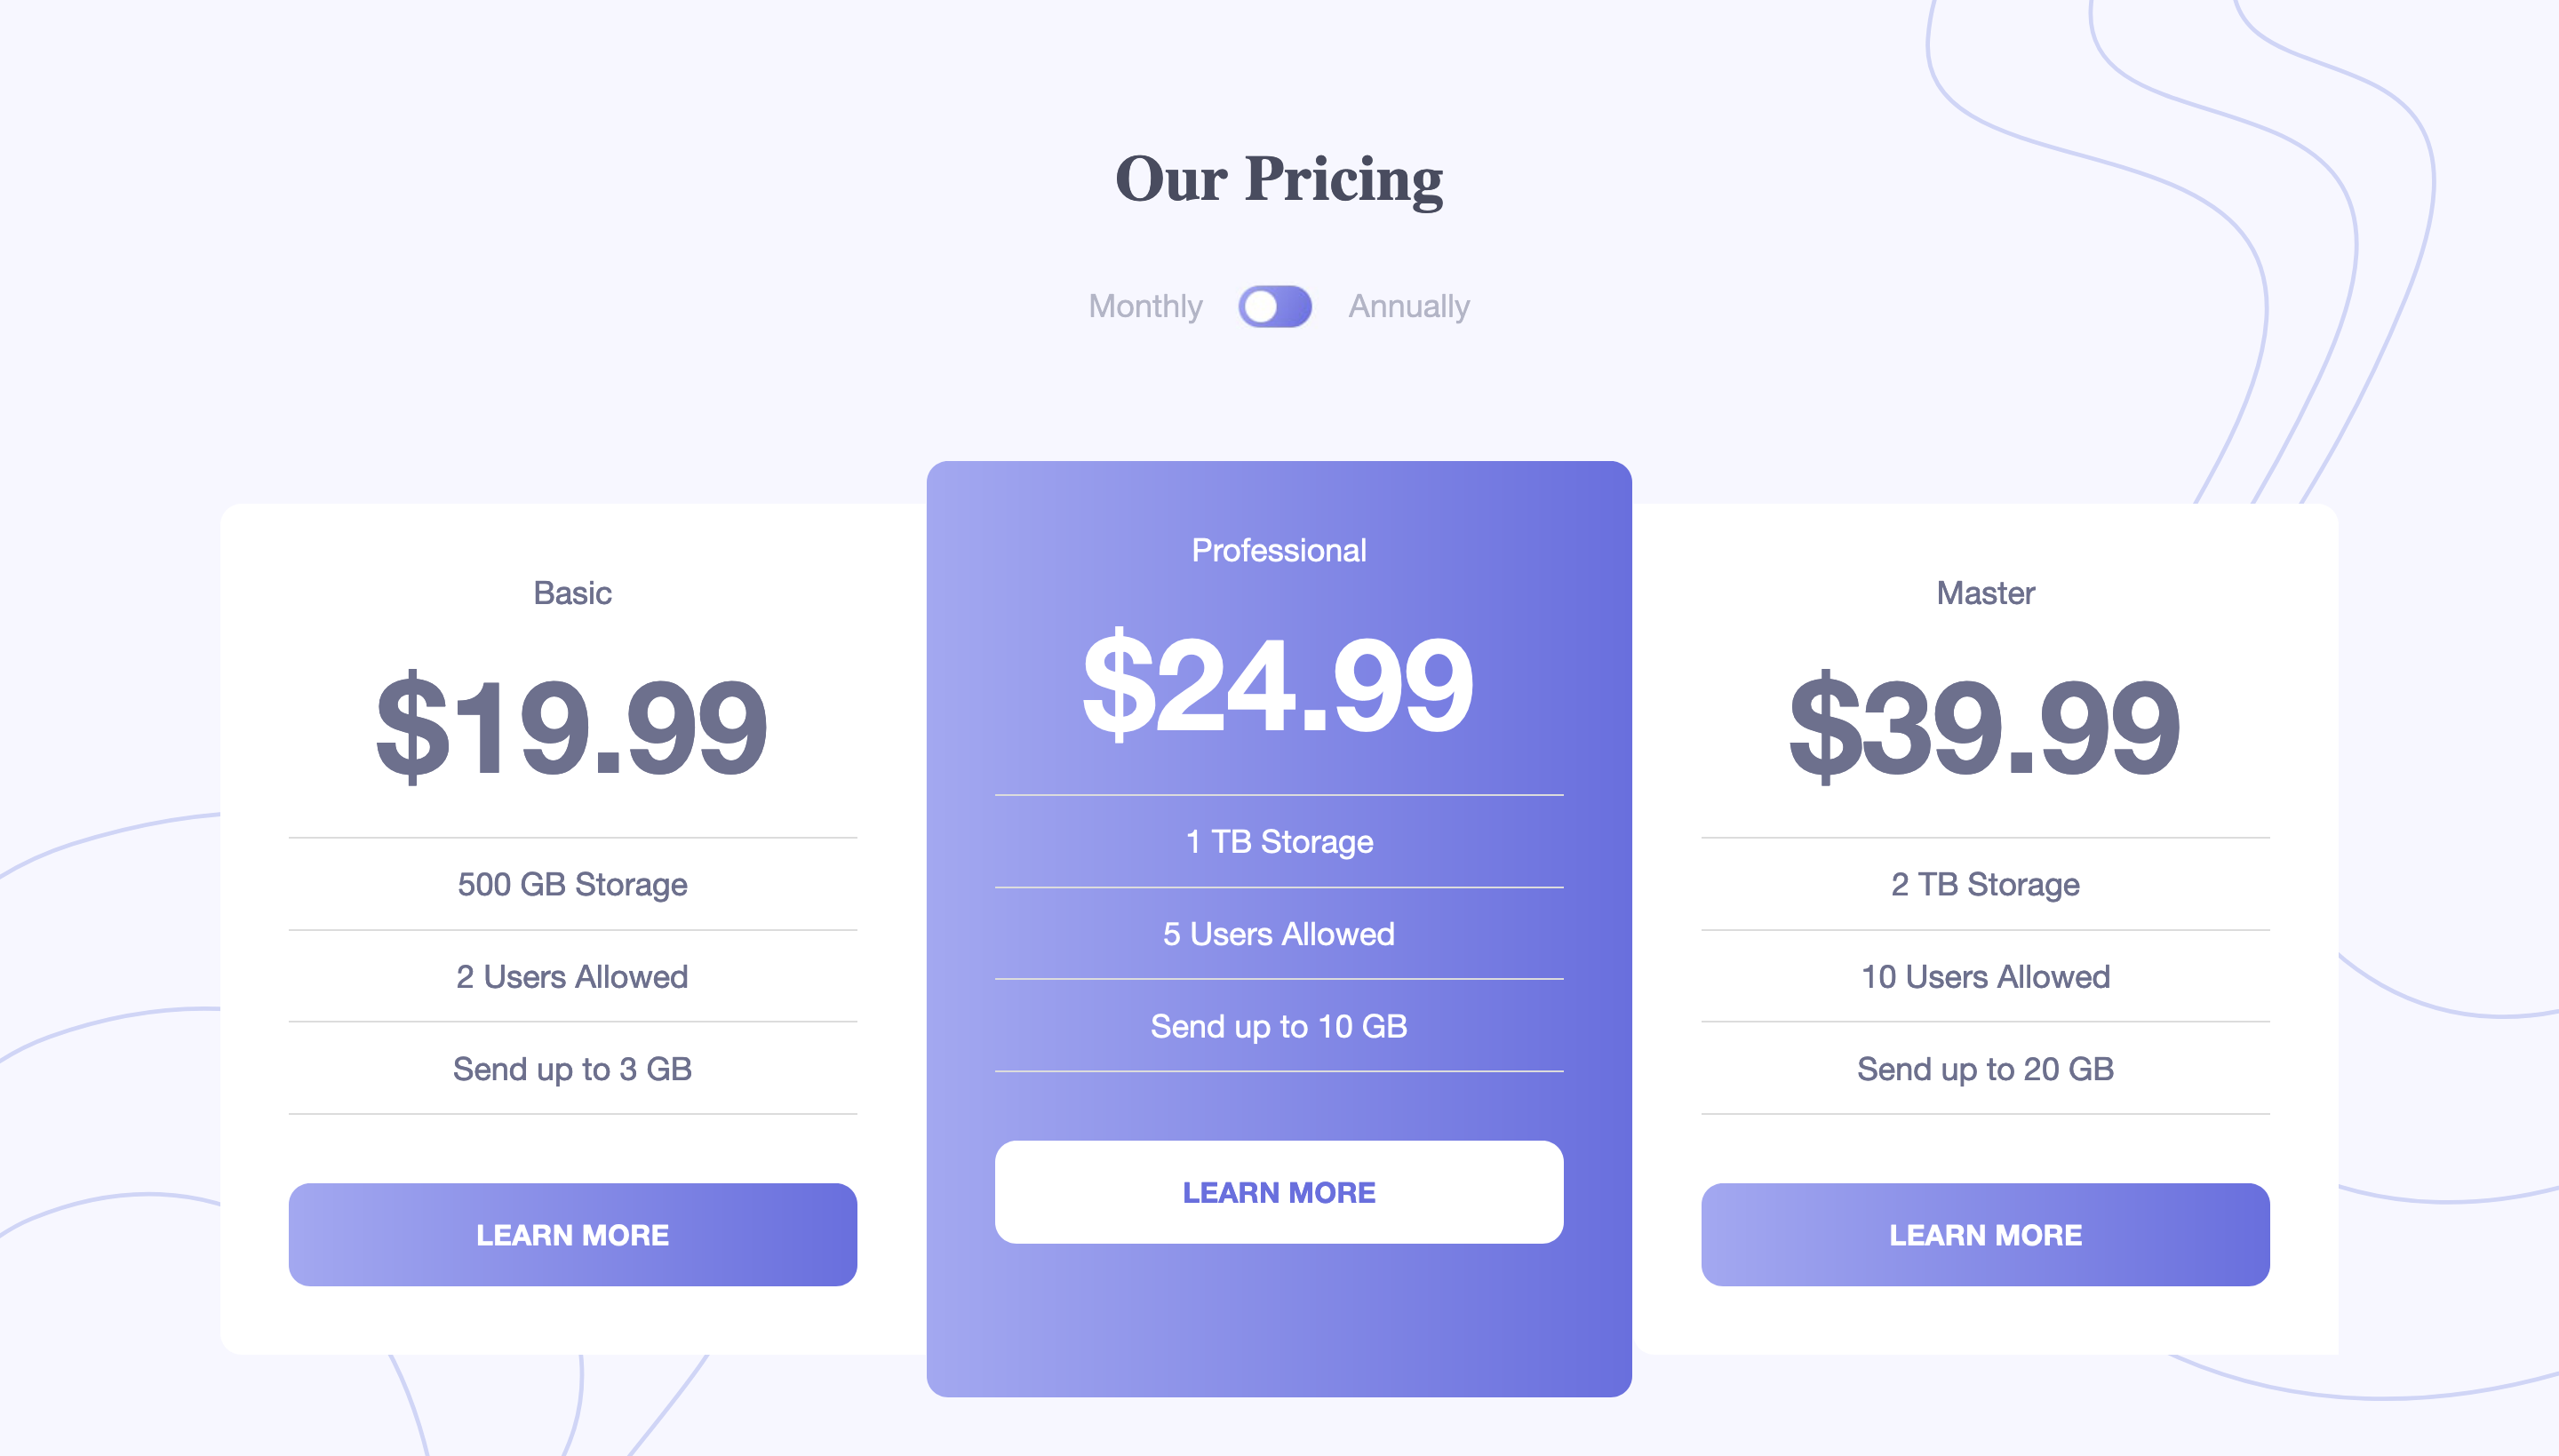 Our Pricing
Monthly Annually
Basic
$19.99
500 GB Storage
2 Users Allowed
Send up to 3 GB
LEARN MORE
Professional
$24.99
1 TB Storage
5 Users Allowed
Send up to 10 GB
LEARN MORE
Master
$39.99
2 TB Storage
10 Users Allowed
Send up to 20 GB
LEARN MORE